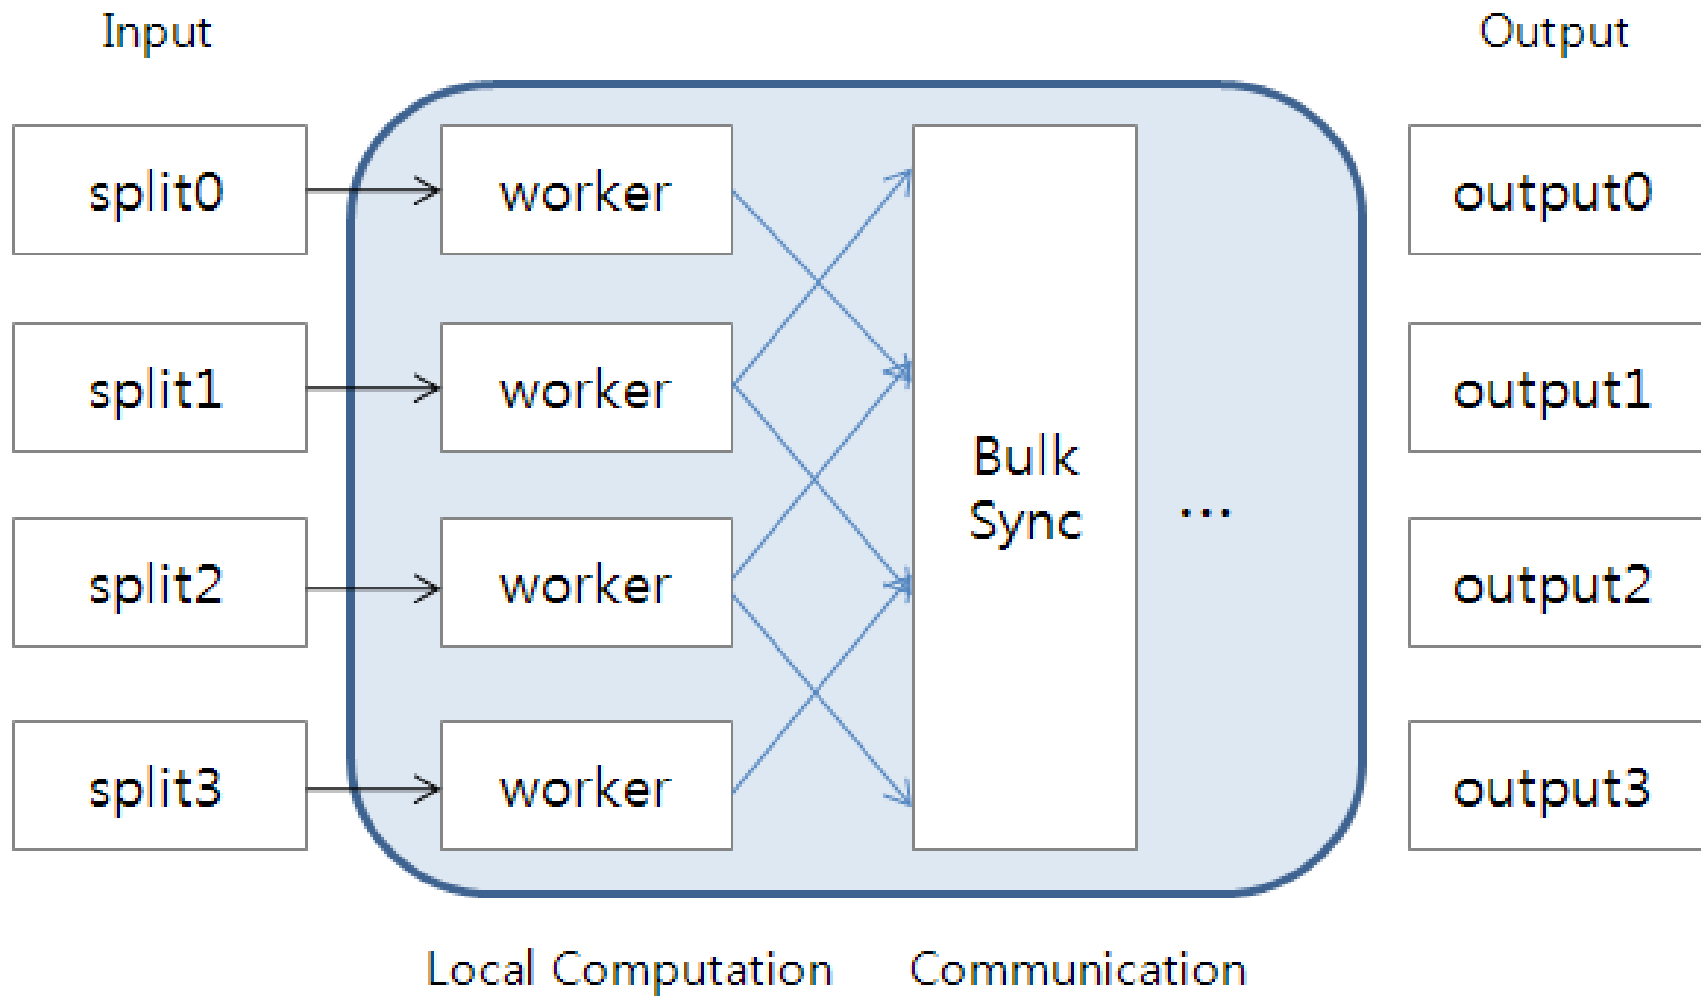 Input
Output
split0
worker
output0
split1
worker
output1
Bulk
Sync
...
split2
worker
output2
split3
worker
output3
Local Computation
Communication